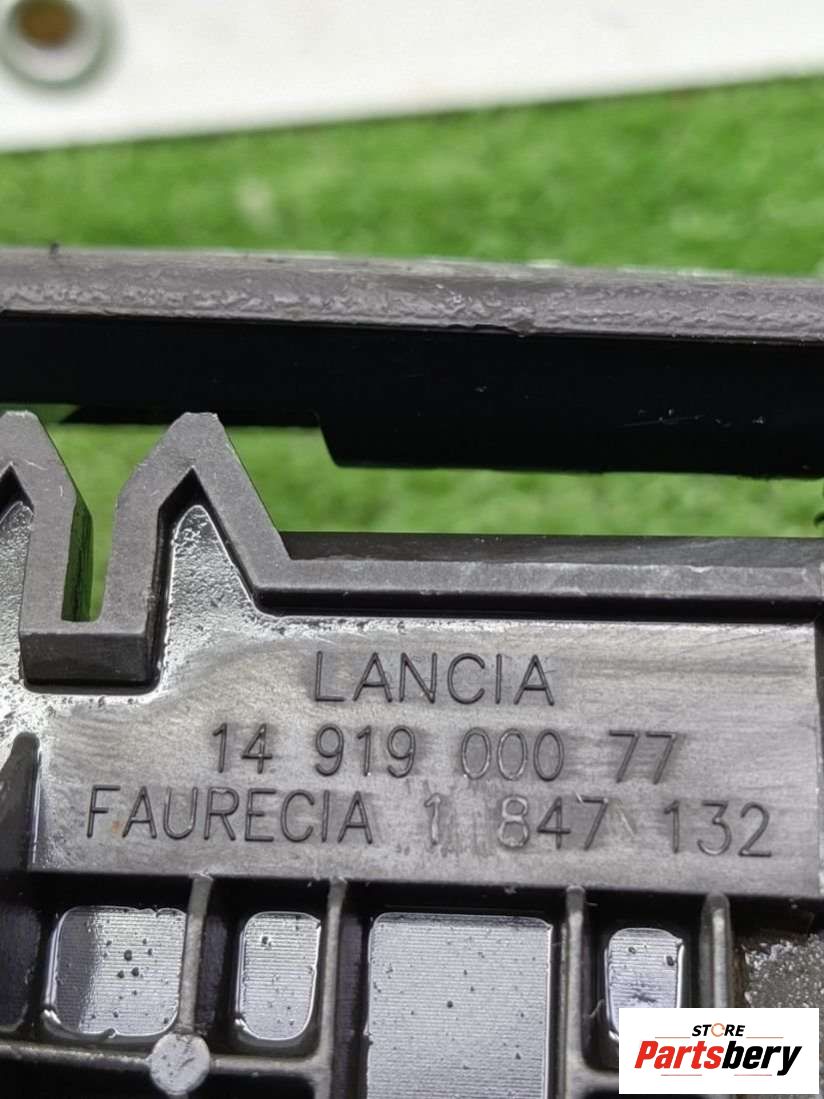 LANCIA
14 919 000 77
FAURECIA 1 847 132
STORE
Partsbery